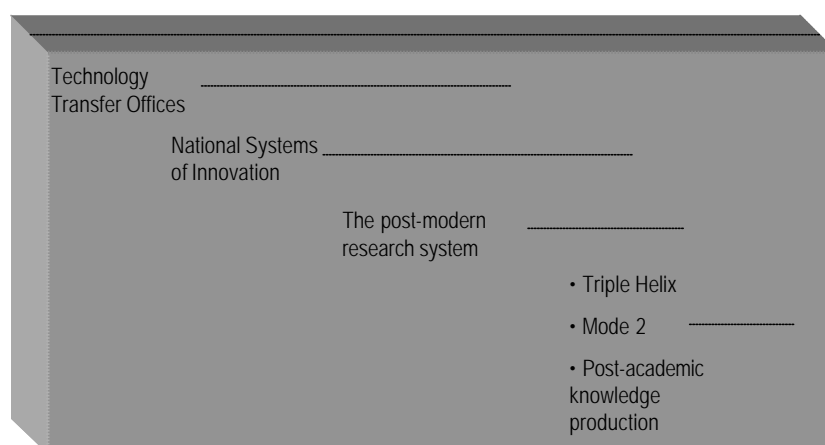 Technology
Transfer Offices
National Systems
of Innovation
The post-modern
research system
• Triple Helix
• Mode 2
• Post-academic
knowledge
production